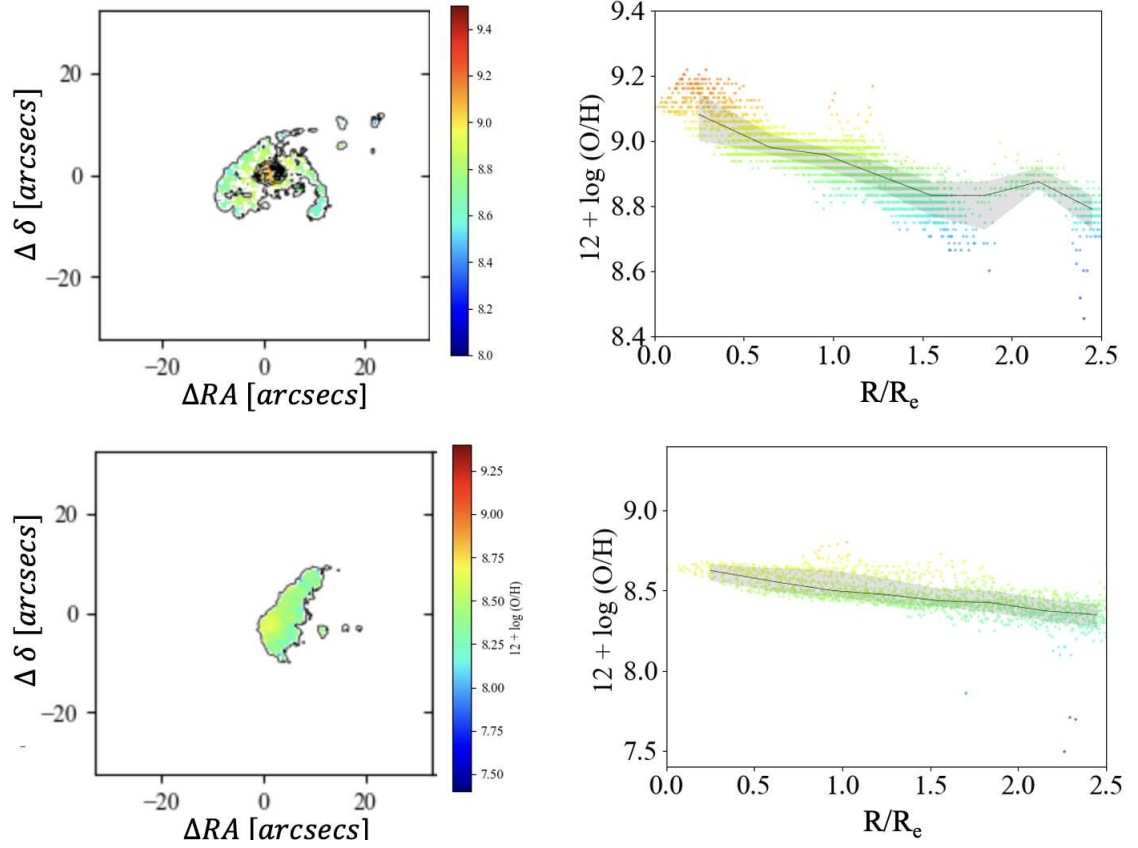 20
0
−20
−20 0 20
Δ δ [arcsecs]
ΔRA [arcsecs]
9.4
9.2
9.0
8.8
8.6
8.4
8.2
8.0
9.4
9.2
9.0
8.8
8.6
8.4
0.0 0.5 1.0 1.5 2.0 2.5
12 + log (O/H)
R/Re
20
0
−20
−20 0 20
Δ δ [arcsecs]
ΔRA [arcsecs]
9.25
9.00
8.75
8.50
8.25
8.00
7.75
7.50
12 + log (O/H)
9.0
8.5
8.0
7.5
0.0 0.5 1.0 1.5 2.0 2.5
12 + log (O/H)
R/Re